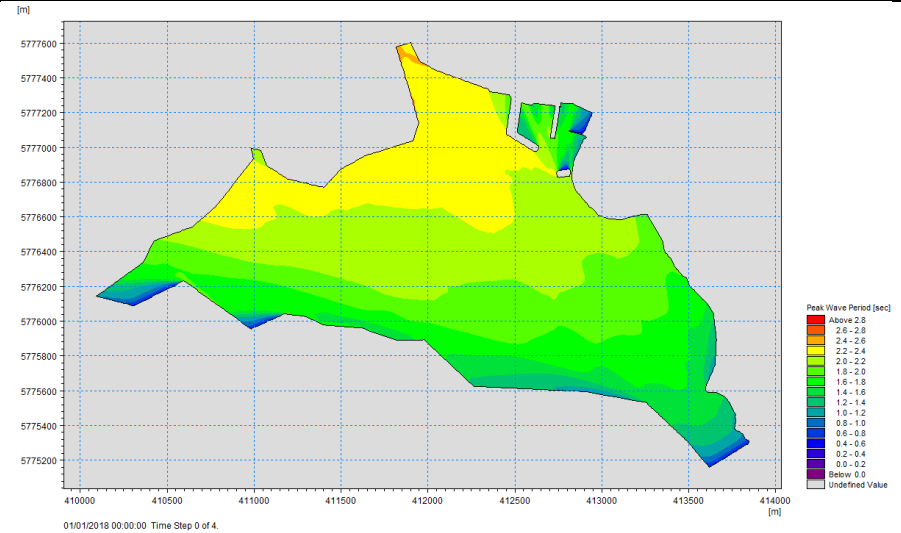 [m]
5777600
5777400
5777200
5777000
5776800
5776600
5776400
5776200
5776000
5775800
5775600
5775400
5775200
410000 410500 411000 411500 412000 412500 413000 413500 414000
[m]
Peak Wave Period [sec]
Above 2.8
2.6 - 2.8
2.4 - 2.6
2.2 - 2.4
2.0 - 2.2
1.8 - 2.0
1.6 - 1.8
1.4 - 1.6
1.2 - 1.4
1.0 - 1.2
0.8 - 1.0
0.6 - 0.8
0.4 - 0.6
0.2 - 0.4
0.0 - 0.2
Below 0.0
Undefined Value
01/01/2018 00:00:00 Time Step 0 of 4.